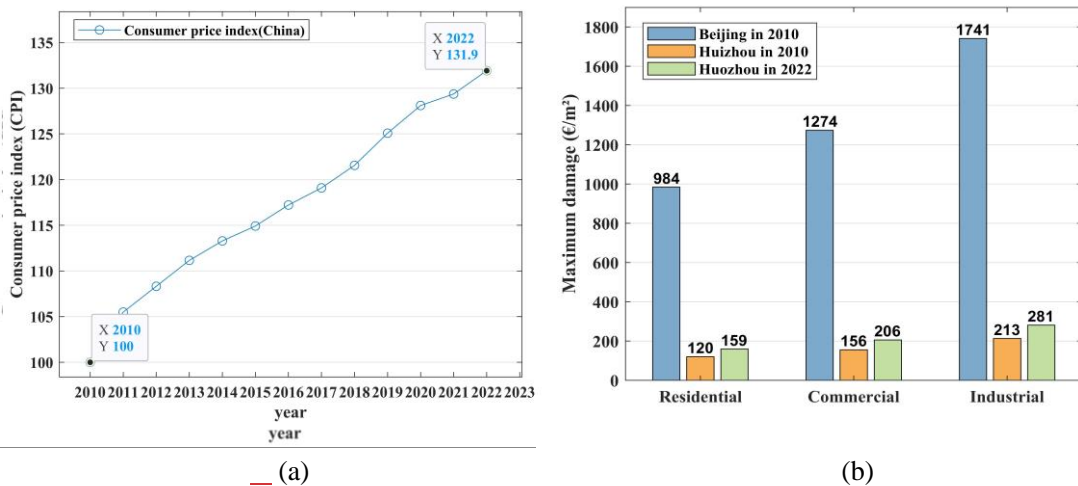 Consumer price index(China)
X 2022
Y 131.9
135
130
125
120
115
110
105
100
Consumer price index (CPI)
X 2010
Y 100
2010 2011 2012 2013 2014 2015 2016 2017 2018 2019 2020 2021 2022 2023
year
year
(a)
Beijing in 2010
Huizhou in 2010
Huozhou in 2022
1800
1600
1400
1200
1000
800
600
400
200
0
Maximum damage (€/m²)
984
120
159
1274
156
206
1741
213
281
Residential Commercial Industrial
(b)